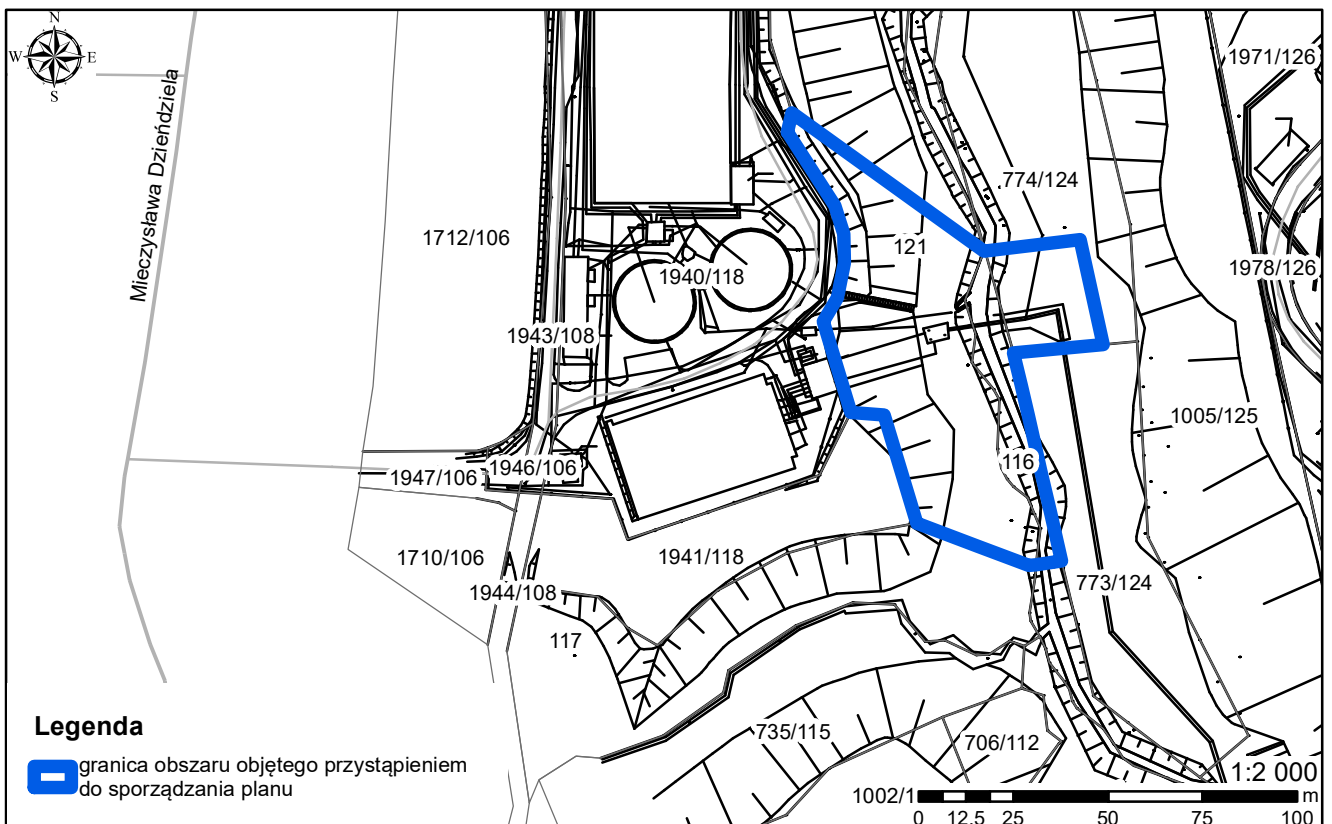 N
W E
S
Mieczysława Dzieńdziela
1971/126
774/124
1712/106
121
1940/118
1978/126
1943/108
1005/125
116
1947/106
1946/106
1710/106
1941/118
1944/108
773/124
117
735/115
706/112
Legenda
granica obszaru objętego przystąpieniem
do sporządzania planu
1:2 000
1002/1
m
0 12.5 25 50 75 100